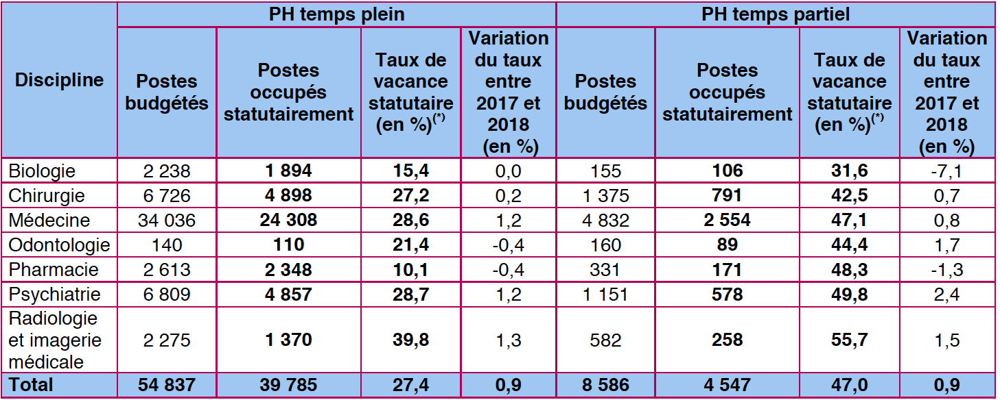 Discipline | PH temps plein | PH temps partiel
Postes budgétés | Postes occupés statutairement | Taux de vacance statutaire (en %)(*) | Variation du taux entre 2017 et 2018 (en %) | Postes budgétés | Postes occupés statutairement | Taux de vacance statutaire (en %)(*) | Variation du taux entre 2017 et 2018 (en %)
Biologie | 2 238 | 1 894 | 15,4 | 0,0 | 155 | 106 | 31,6 | -7,1
Chirurgie | 6 726 | 4 898 | 27,2 | 0,2 | 1 375 | 791 | 42,5 | 0,7
Médecine | 34 036 | 24 308 | 28,6 | 1,2 | 4 832 | 2 554 | 47,1 | 0,8
Odontologie | 140 | 110 | 21,4 | -0,4 | 160 | 89 | 44,4 | 1,7
Pharmacie | 2 613 | 2 348 | 10,1 | -0,4 | 331 | 171 | 48,3 | -1,3
Psychiatrie | 6 809 | 4 857 | 28,7 | 1,2 | 1 151 | 578 | 49,8 | 2,4
Radiologie et imagerie médicale | 2 275 | 1 370 | 39,8 | 1,3 | 582 | 258 | 55,7 | 1,5
Total | 54 837 | 39 785 | 27,4 | 0,9 | 8 586 | 4 547 | 47,0 | 0,9